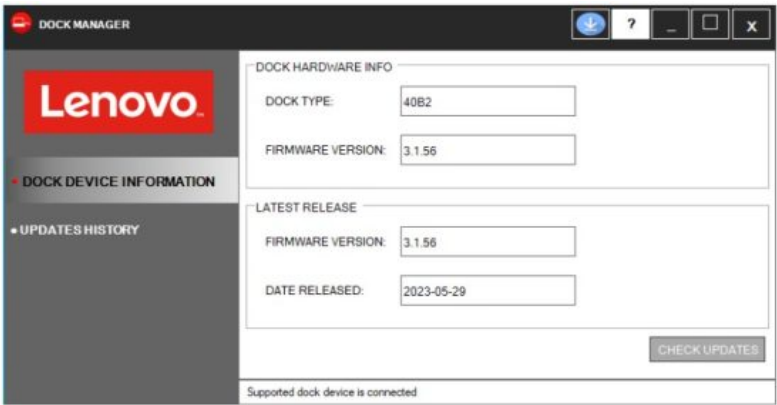 DOCK MANAGER
?
_
X
Lenovo.
DOCK HARDWARE INFO
DOCK TYPE: 40B2
FIRMWARE VERSION: 3.1.56
• DOCK DEVICE INFORMATION
LATEST RELEASE
• UPDATES HISTORY
FIRMWARE VERSION: 3.1.56
DATE RELEASED: 2023-05-29
CHECK UPDATES
Supported dock device is connected